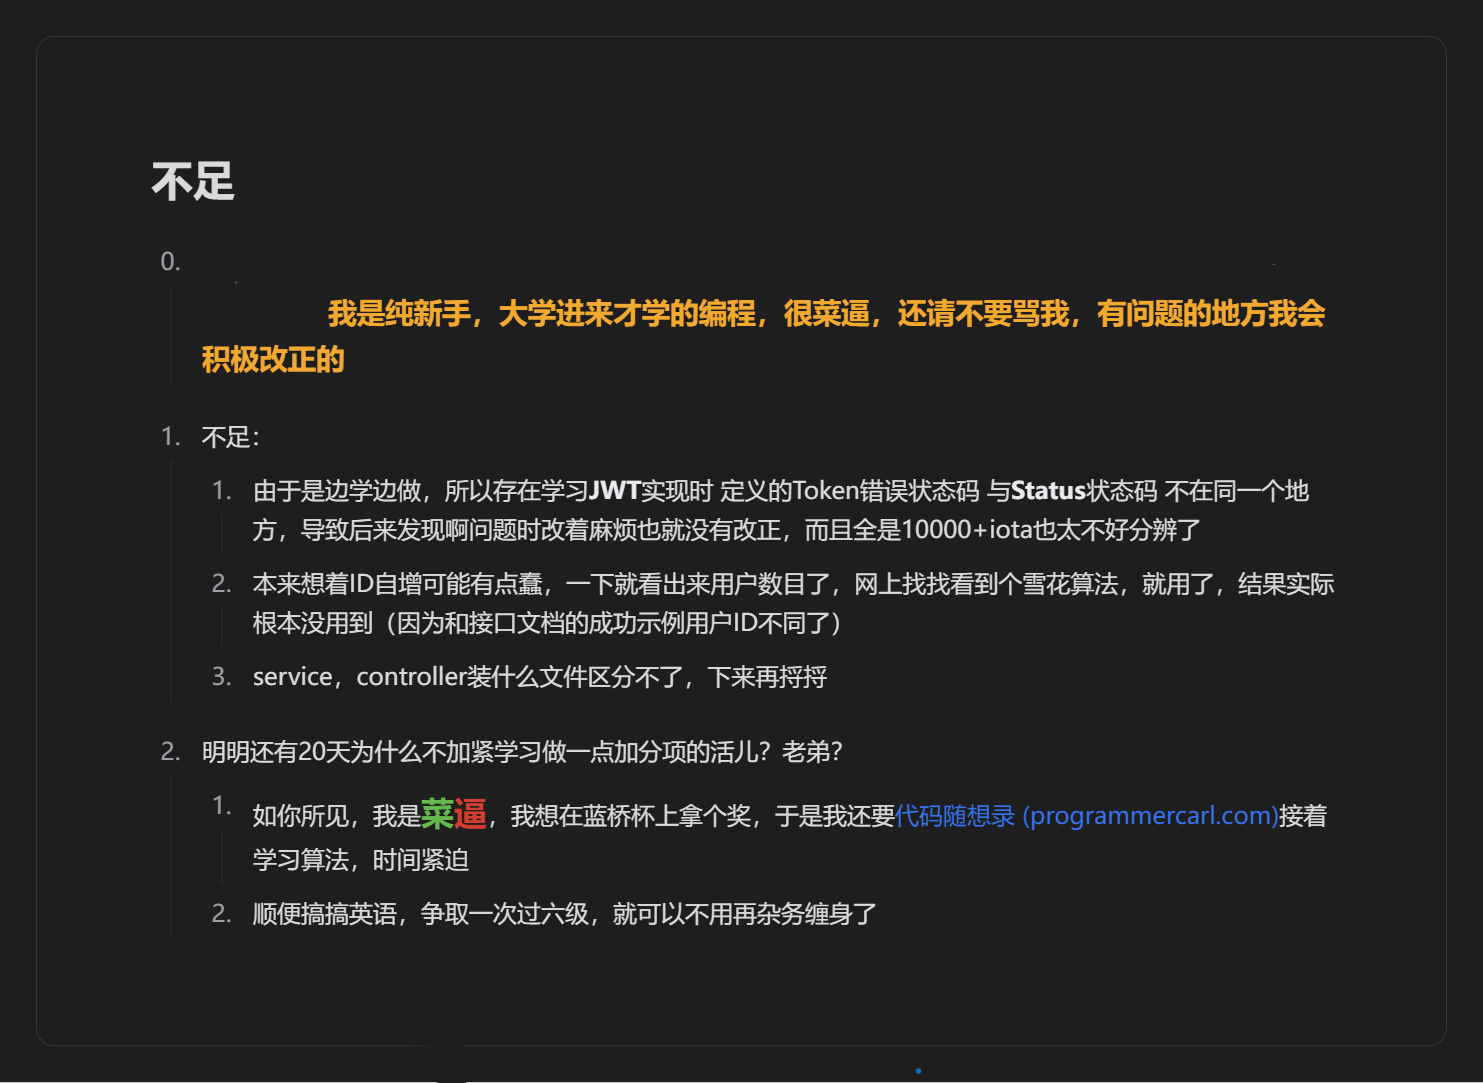 不足
0.
我是纯新手，大学进来才学的编程，很菜逼，还请不要骂我，有问题的地方我会
积极改正的
1. 不足：
1. 由于是边学边做，所以存在学习JWT实现时 定义的Token错误状态码 与Status状态码 不在同一个地
方，导致后来发现啊问题时改着麻烦也就没有改正，而且全是10000+iota也太不好分辨了
2. 本来想着ID自增可能有点蠢，一下就看出来用户数目了，网上找找看到个雪花算法，就用了，结果实际
根本没用到（因为和接口文档的成功示例用户ID不同了）
3. service，controller装什么文件区分不了，下来再捋捋
2. 明明还有20天为什么不加紧学习做一点加分项的活儿？老弟？
1. 如你所见，我是菜逼，我想在蓝桥杯上拿个奖，于是我还要代码随想录 (programmercarl.com)接着
学习算法，时间紧迫
2. 顺便搞搞英语，争取一次过六级，就可以不用再杂务缠身了